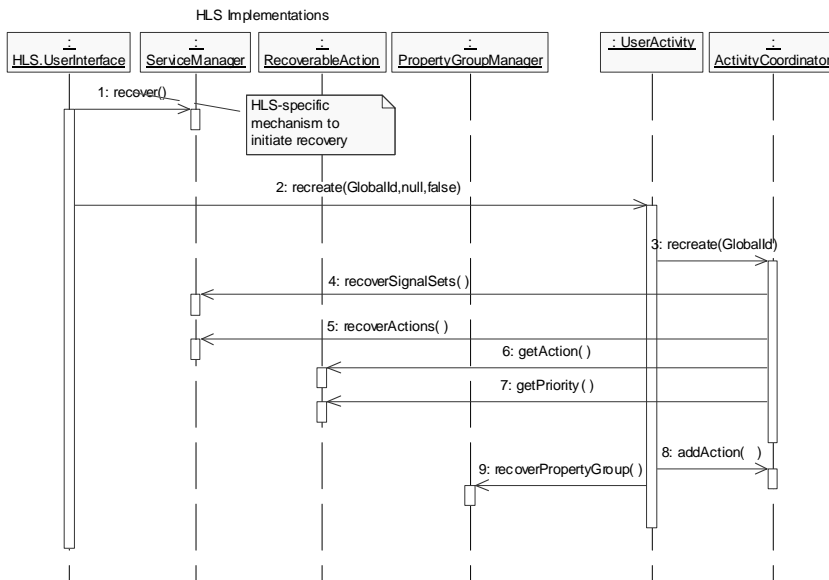 HLS Implementations
:
HLS.UserInterface
:
ServiceManager
:
RecoverableAction
:
PropertyGroupManager
: UserActivity
:
ActivityCoordinator
1: recover()
HLS-specific
mechanism to
initiate recovery
2: recreate(GlobalId,null,false)
3: recreate(GlobalId)
4: recoverSignalSets( )
5: recoverActions( )
6: getAction( )
7: getPriority( )
8: addAction( )
9: recoverPropertyGroup( )